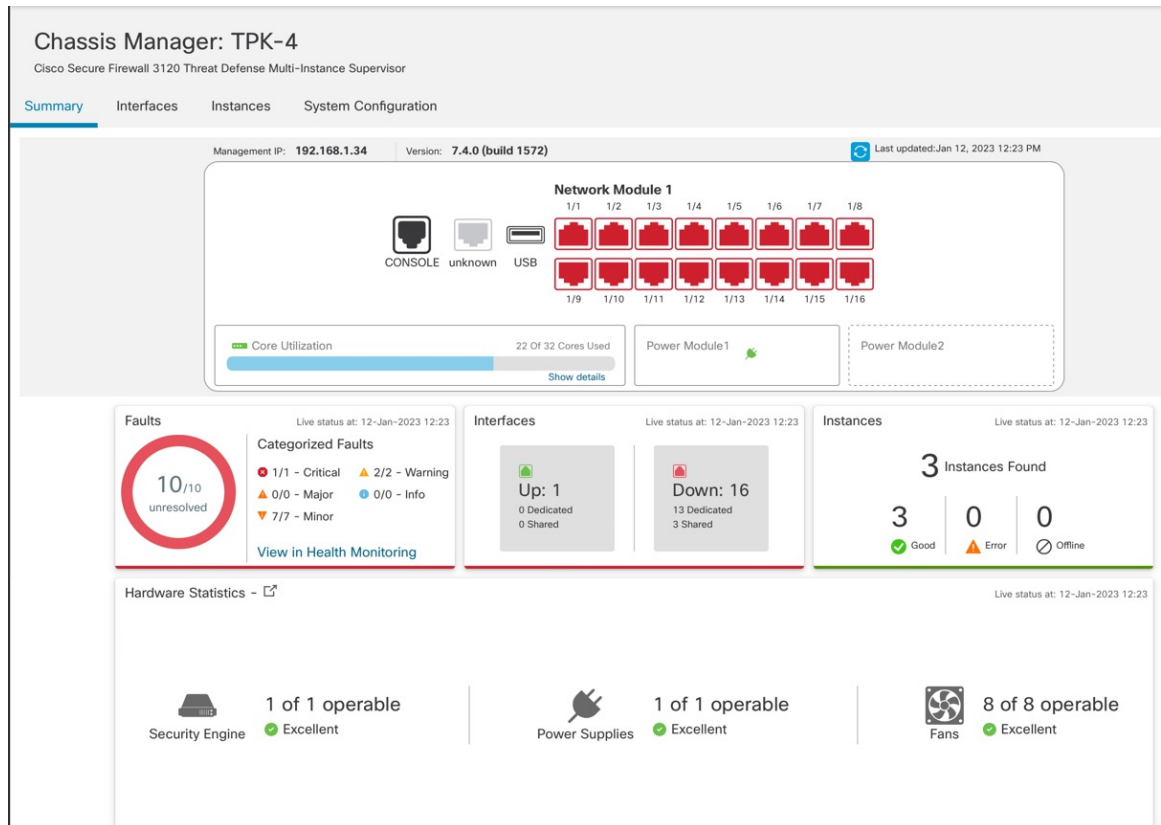 Chassis Manager: TPK-4
Cisco Secure Firewall 3120 Threat Defense Multi-Instance Supervisor
Summary Interfaces Instances System Configuration
Management IP: 192.168.1.34 Version: 7.4.0 (build 1572) Last updated:Jan 12, 2023 12:23 PM
Network Module 1
1/1 1/2 1/3 1/4 1/5 1/6 1/7 1/8
CONSOLE unknown USB
1/9 1/10 1/11 1/12 1/13 1/14 1/15 1/16
Core Utilization 22 Of 32 Cores Used
Show details
Power Module1
Power Module2
Faults Live status at: 12-Jan-2023 12:23
10/10
unresolved
Categorized Faults
1/1 - Critical 2/2 - Warning
0/0 - Major 0/0 - Info
7/7 - Minor
View in Health Monitoring
Interfaces Live status at: 12-Jan-2023 12:23
Up: 1
0 Dedicated
0 Shared
Down: 16
13 Dedicated
3 Shared
Instances Live status at: 12-Jan-2023 12:23
3 Instances Found
3 0 0
Good Error Offline
Hardware Statistics - Live status at: 12-Jan-2023 12:23
Security Engine
1 of 1 operable
Excellent
Power Supplies
1 of 1 operable
Excellent
Fans
8 of 8 operable
Excellent